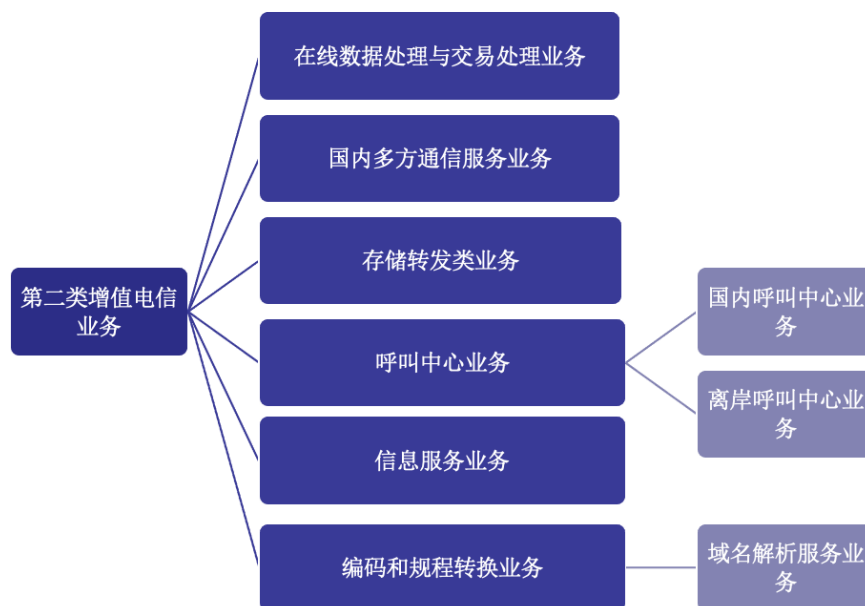 在线数据处理与交易处理业务
国内多方通信服务业务
存储转发类业务
第二类增值电信
业务
呼叫中心业务
国内呼叫中心业
务
离岸呼叫中心业
务
信息服务业务
编码和规程转换业务
域名解析服务业
务